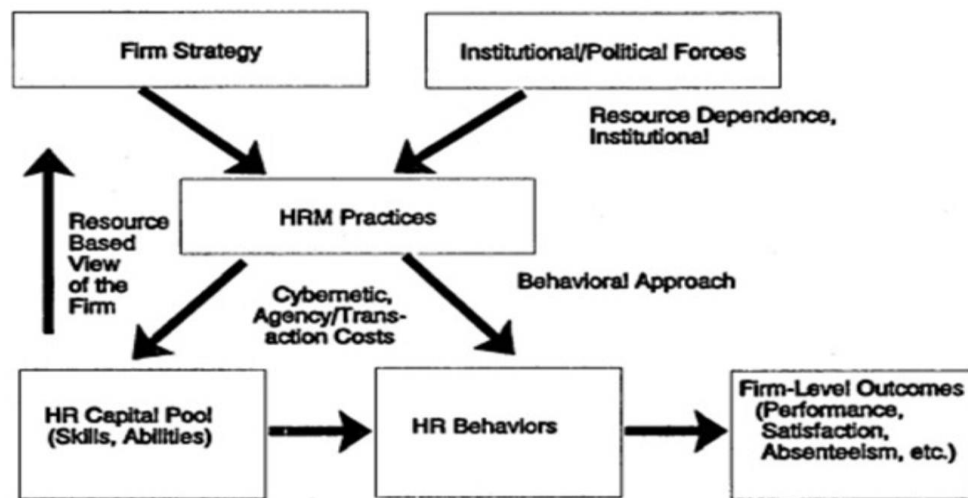 Firm Strategy
Institutional/Political Forces
Resource Dependence,
Institutional
HRM Practices
Resource
Based
View
of the
Firm
Cybernetic,
Agency/Trans-
action Costs
Behavioral Approach
HR Capital Pool
(Skills, Abilities)
HR Behaviors
Firm-Level Outcomes
(Performance,
Satisfaction,
Absenteeism, etc.)